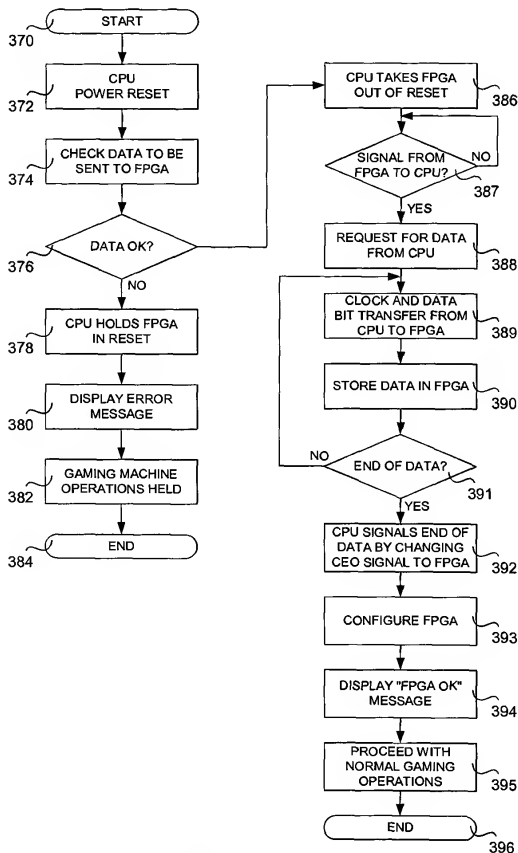 START
370
CPU
POWER RESET
372
CHECK DATA TO BE
SENT TO FPGA
374
DATA OK?
376
NO
CPU HOLDS FPGA
IN RESET
378
DISPLAY ERROR
MESSAGE
380
GAMING MACHINE
OPERATIONS HELD
382
END
384
CPU TAKES FPGA
OUT OF RESET
386
SIGNAL FROM
FPGA TO CPU?
NO
387
YES
REQUEST FOR DATA
FROM CPU
388
CLOCK AND DATA
BIT TRANSFER FROM
CPU TO FPGA
389
STORE DATA IN FPGA
390
NO
END OF DATA?
391
YES
CPU SIGNALS END OF
DATA BY CHANGING
CEO SIGNAL TO FPGA
392
CONFIGURE FPGA
393
DISPLAY "FPGA OK"
MESSAGE
394
PROCEED WITH
NORMAL GAMING
OPERATIONS
395
END
396